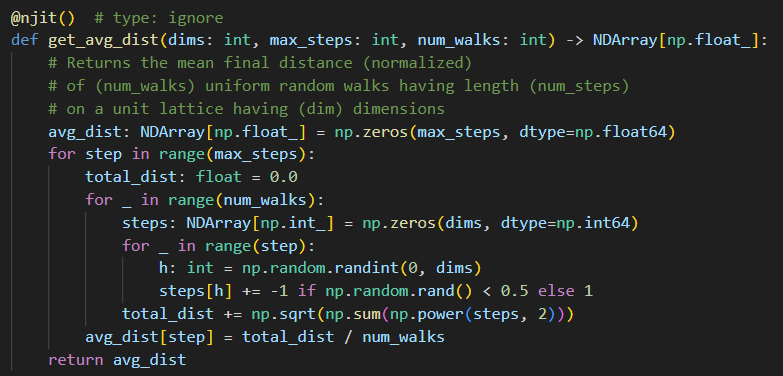 @njit()  # type: ignore
def get_avg_dist(dims: int, max_steps: int, num_walks: int) -> NDArray[np.float_]:
    # Returns the mean final distance (normalized)
    # of (num_walks) uniform random walks having length (num_steps)
    # on a unit lattice having (dim) dimensions
    avg_dist: NDArray[np.float_] = np.zeros(max_steps, dtype=np.float64)
    for step in range(max_steps):
        total_dist: float = 0.0
        for _ in range(num_walks):
            steps: NDArray[np.int_] = np.zeros(dims, dtype=np.int64)
            for _ in range(step):
                h: int = np.random.randint(0, dims)
                steps[h] += -1 if np.random.rand() < 0.5 else 1
            total_dist += np.sqrt(np.sum(np.power(steps, 2)))
        avg_dist[step] = total_dist / num_walks
    return avg_dist